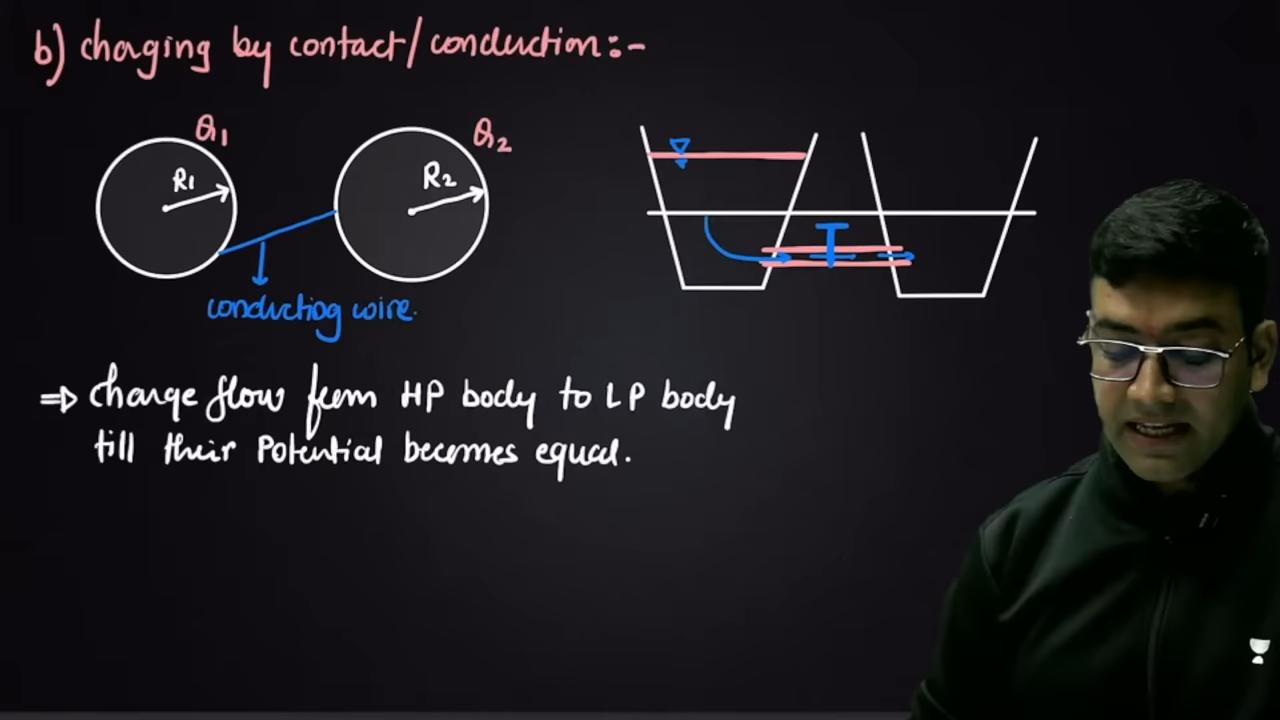 b) charging by contact/conduction:-
Q1
Q2
R1
R2
conducting wire.
⇒ Charge flow from HP body to LP body
till their Potential becomes equal.